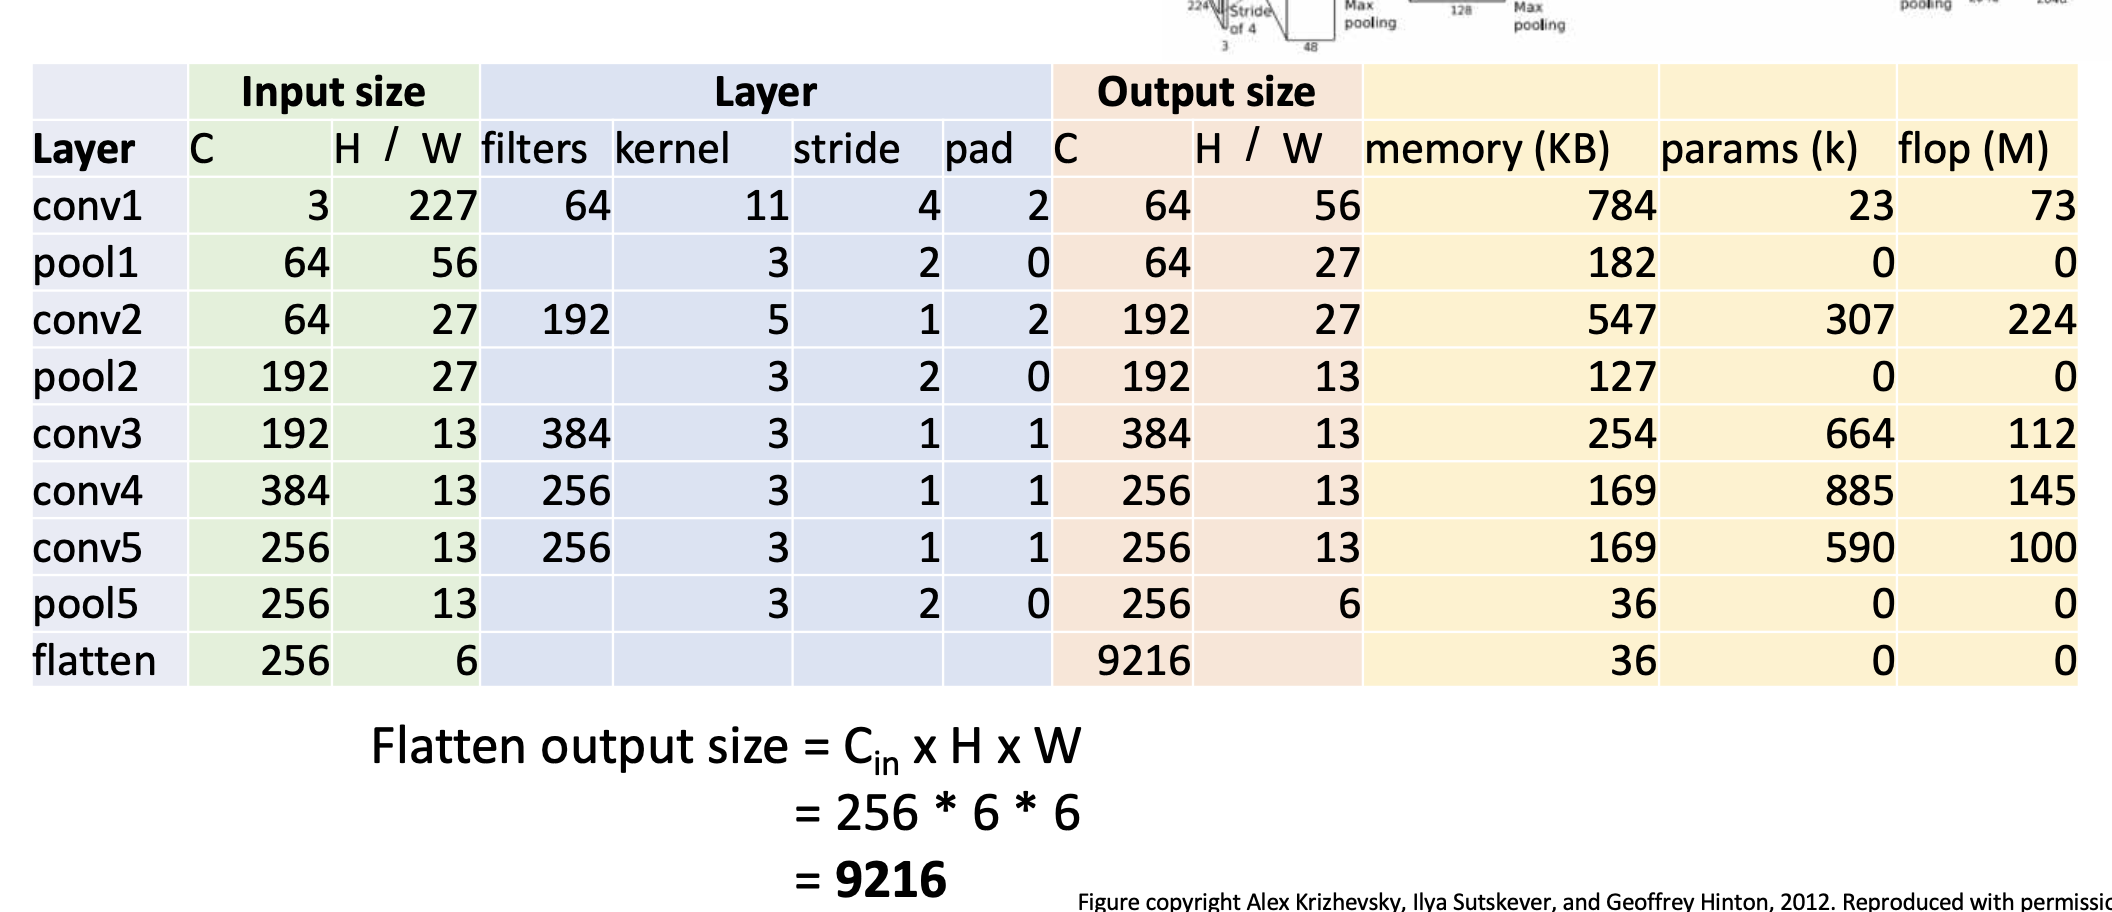 224 Stride of 4 Max pooling 128 Max pooling pooling
3 48
Input size Layer Output size
Layer C H / W filters kernel stride pad C H / W memory (KB) params (k) flop (M)
conv1 3 227 64 11 4 2 64 56 784 23 73
pool1 64 56 3 2 0 64 27 182 0 0
conv2 64 27 192 5 1 2 192 27 547 307 224
pool2 192 27 3 2 0 192 13 127 0 0
conv3 192 13 384 3 1 1 384 13 254 664 112
conv4 384 13 256 3 1 1 256 13 169 885 145
conv5 256 13 256 3 1 1 256 13 169 590 100
pool5 256 13 3 2 0 256 6 36 0 0
flatten 256 6 9216 36 0 0
Flatten output size = Cin x H x W
= 256 * 6 * 6
= 9216
Figure copyright Alex Krizhevsky, Ilya Sutskever, and Geoffrey Hinton, 2012. Reproduced with permissic